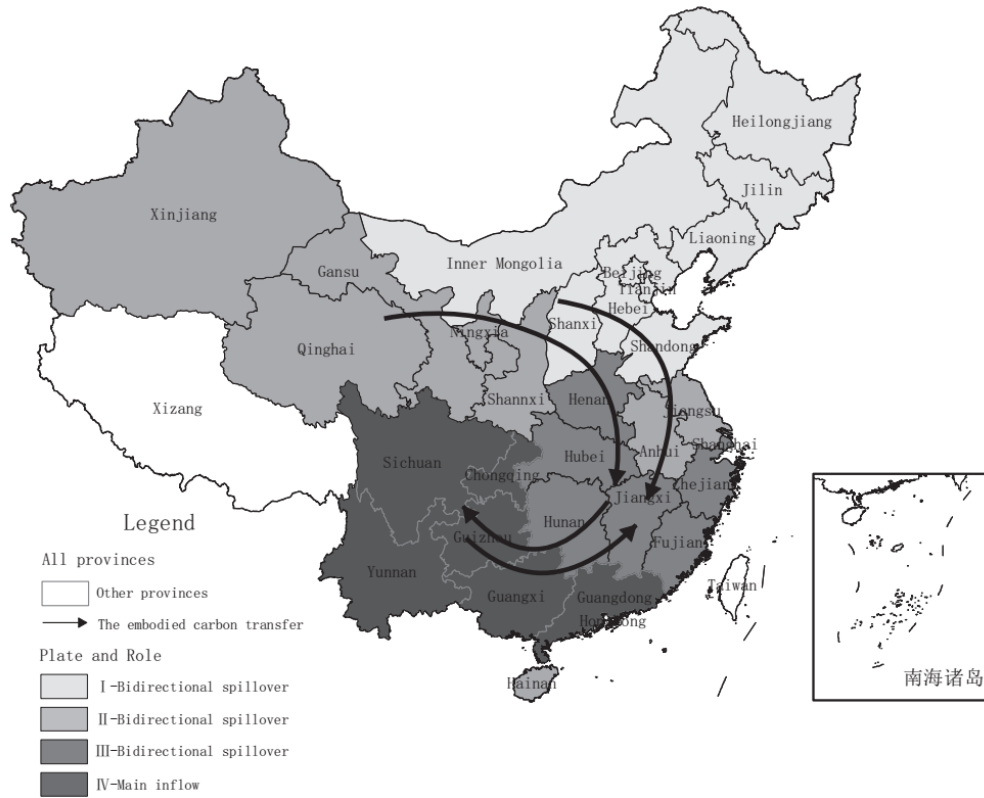 Heilongjiang
Jilin
Liaoning
Xinjiang
Inner Mongolia
Gansu
Beijing
Tianjin
Hebei
Shanxi
Ningxia
Shandong
Qinghai
Shannxi
Henan
Jiangsu
Xizang
Shanghai
Anhui
Hubei
Sichuan
Chongqing
Zhejiang
Jiangxi
Hunan
Guizhou
Fujian
Yunnan
Guangxi
Guangdong
Taiwan
Hongkong
Hainan
南海诸岛
Legend
All provinces
Other provinces
The embodied carbon transfer
Plate and Role
Ⅰ-Bidirectional spillover
Ⅱ-Bidirectional spillover
Ⅲ-Bidirectional spillover
Ⅳ-Main inflow